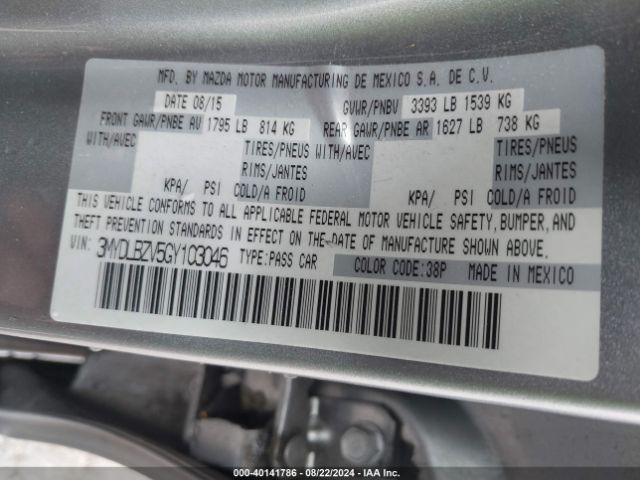 MFD. BY MAZDA MOTOR MANUFACTURING DE MEXICO S.A. DE C.V.
DATE 08/15 GVWR/PNBV 3393 LB 1539 KG
FRONT GAWR/PNBE AV 1795 LB 814 KG REAR GAWR/PNBE AR 1627 LB 738 KG
WITH/AVEC TIRES/PNEUS WITH/AVEC TIRES/PNEUS
RIMS/JANTES RIMS/JANTES
KPA/ PSI COLD/A FROID KPA/ PSI COLD/A FROID
THIS VEHICLE CONFORMS TO ALL APPLICABLE FEDERAL MOTOR VEHICLE SAFETY, BUMPER, AND
THEFT PREVENTION STANDARDS IN EFFECT ON THE DATE OF MANUFACTURE SHOWN ABOVE.
VIN: 3MYDLBZV5GY103046 TYPE:PASS CAR COLOR CODE:38P MADE IN MEXICO
000-40141786 - 08/22/2024 - IAA Inc.